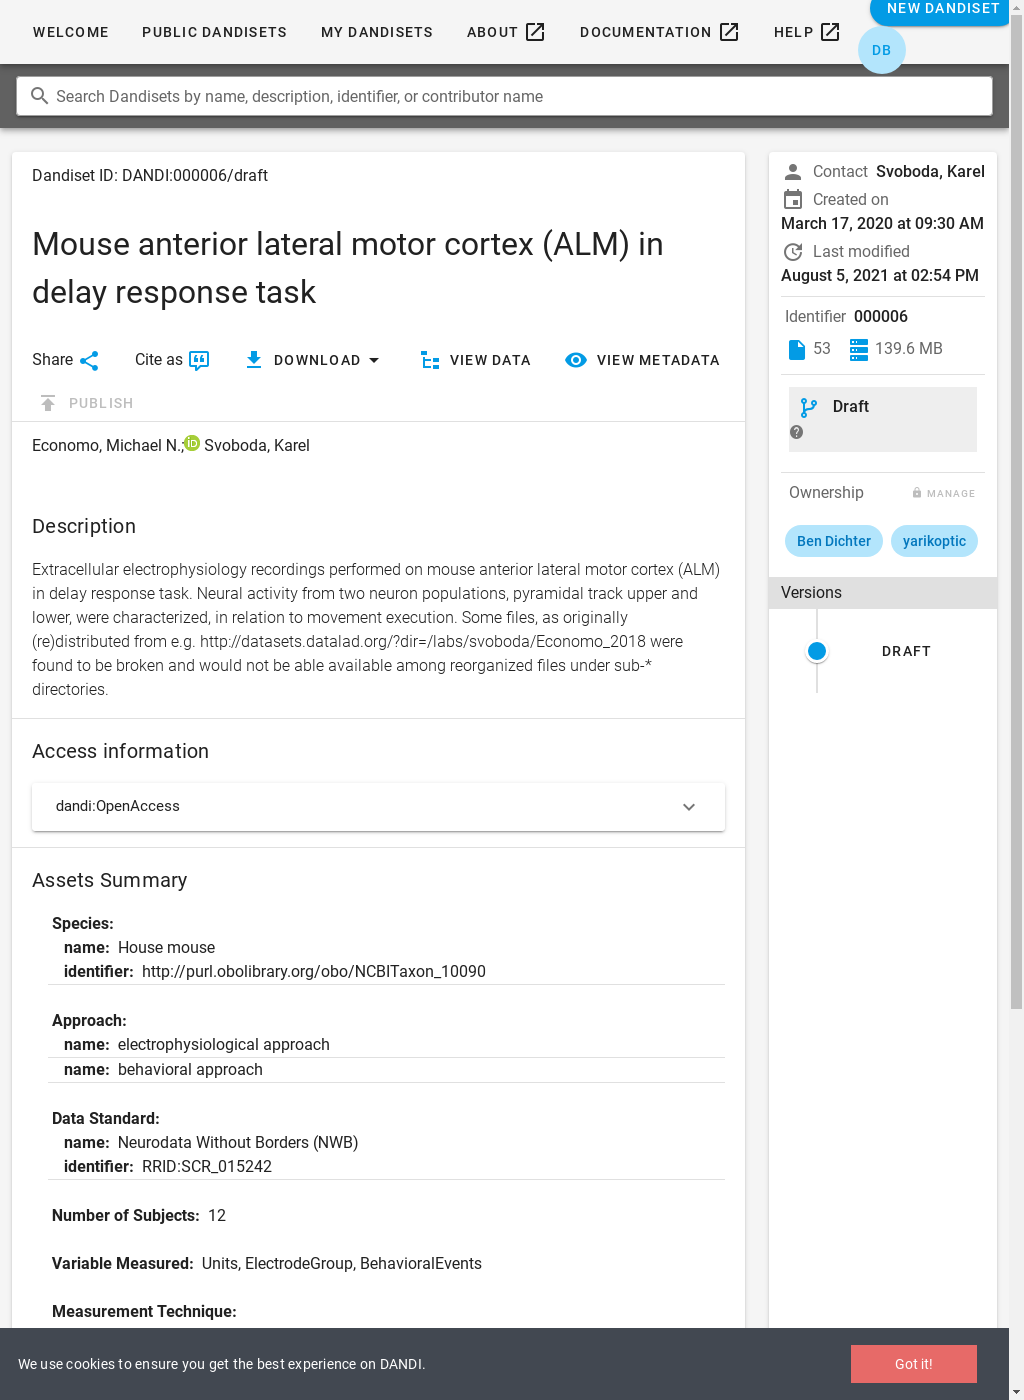 WELCOME PUBLIC DANDISETS MY DANDISETS ABOUT DOCUMENTATION HELP NEW DANDISET
DB
Search Dandisets by name, description, identifier, or contributor name
Dandiset ID: DANDI:000006/draft
Mouse anterior lateral motor cortex (ALM) in
delay response task
Share Cite as DOWNLOAD VIEW DATA VIEW METADATA
PUBLISH
Economo, Michael N.; iD Svoboda, Karel
Description
Extracellular electrophysiology recordings performed on mouse anterior lateral motor cortex (ALM)
in delay response task. Neural activity from two neuron populations, pyramidal track upper and
lower, were characterized, in relation to movement execution. Some files, as originally
(re)distributed from e.g. http://datasets.datalad.org/?dir=/labs/svoboda/Economo_2018 were
found to be broken and would not be able available among reorganized files under sub-*
directories.
Access information
dandi:OpenAccess
Assets Summary
Species:
name: House mouse
identifier: http://purl.obolibrary.org/obo/NCBITaxon_10090
Approach:
name: electrophysiological approach
name: behavioral approach
Data Standard:
name: Neurodata Without Borders (NWB)
identifier: RRID:SCR_015242
Number of Subjects: 12
Variable Measured: Units, ElectrodeGroup, BehavioralEvents
Measurement Technique:
Contact Svoboda, Karel
Created on
March 17, 2020 at 09:30 AM
Last modified
August 5, 2021 at 02:54 PM
Identifier 000006
53 139.6 MB
Draft
?
Ownership MANAGE
Ben Dichter yarikoptic
Versions
DRAFT
We use cookies to ensure you get the best experience on DANDI. Got it!